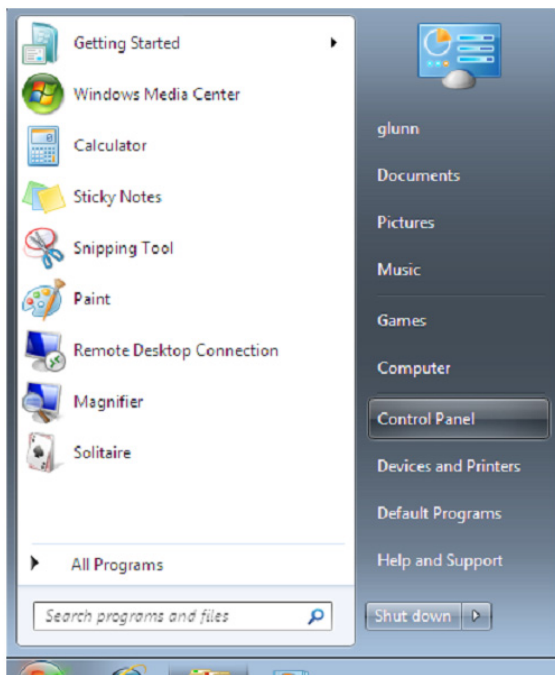 Getting Started
Windows Media Center
Calculator
Sticky Notes
Snipping Tool
Paint
Remote Desktop Connection
Magnifier
Solitaire
All Programs
Search programs and files
glunn
Documents
Pictures
Music
Games
Computer
Control Panel
Devices and Printers
Default Programs
Help and Support
Shut down